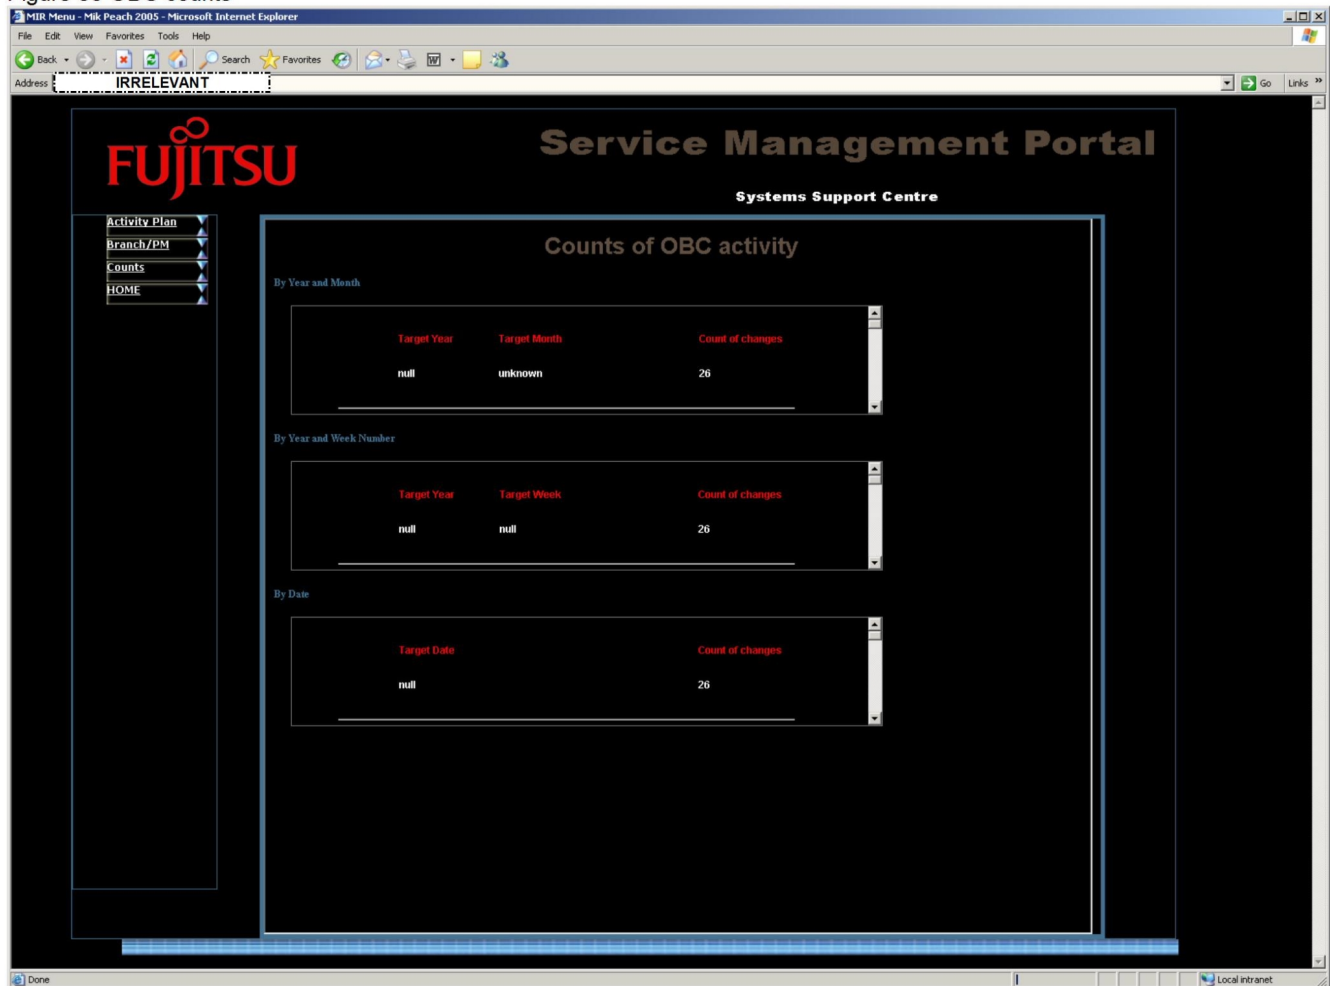 MIR Menu - Mik Peach 2005 - Microsoft Internet Explorer
File Edit View Favorites Tools Help
Back Search Favorites
Address IRRELEVANT Go Links »
FUJITSU
Service Management Portal
Systems Support Centre
Activity Plan
Branch/PM
Counts
HOME
Counts of OBC activity
By Year and Month
Target Year Target Month Count of changes
null unknown 26
By Year and Week Number
Target Year Target Week Count of changes
null null 26
By Date
Target Date Count of changes
null 26
Done Local intranet